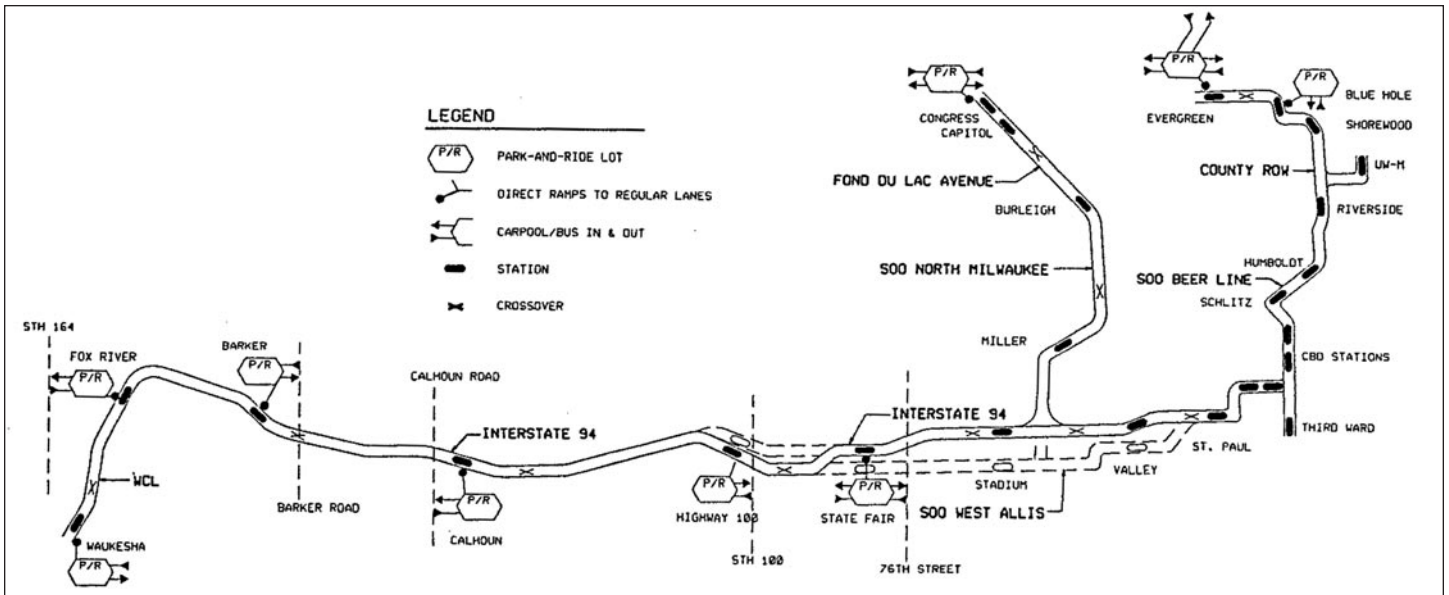 LEGEND
P/R PARK-AND-RIDE LOT
DIRECT RAMPS TO REGULAR LANES
CARPOOL/BUS IN & OUT
STATION
CROSSOVER
P/R
CONGRESS
CAPITOL
FOND DU LAC AVENUE
BURLEIGH
SOO NORTH MILWAUKEE
MILLER
P/R
EVERGREEN
P/R
BLUE HOLE
SHOREWOOD
COUNTY ROW
UW-M
RIVERSIDE
HUMBOLDT
SOO BEER LINE
SCHLITZ
CBD STATIONS
THIRD WARD
STH 164
FOX RIVER
P/R
BARKER
P/R
CALHOUN ROAD
INTERSTATE 94
INTERSTATE 94
WCL
BARKER ROAD
WAUKESHA
P/R
P/R
CALHOUN
P/R
HIGHWAY 100
STH 100
P/R
STATE FAIR
76TH STREET
STADIUM
SOO WEST ALLIS
VALLEY
ST. PAUL